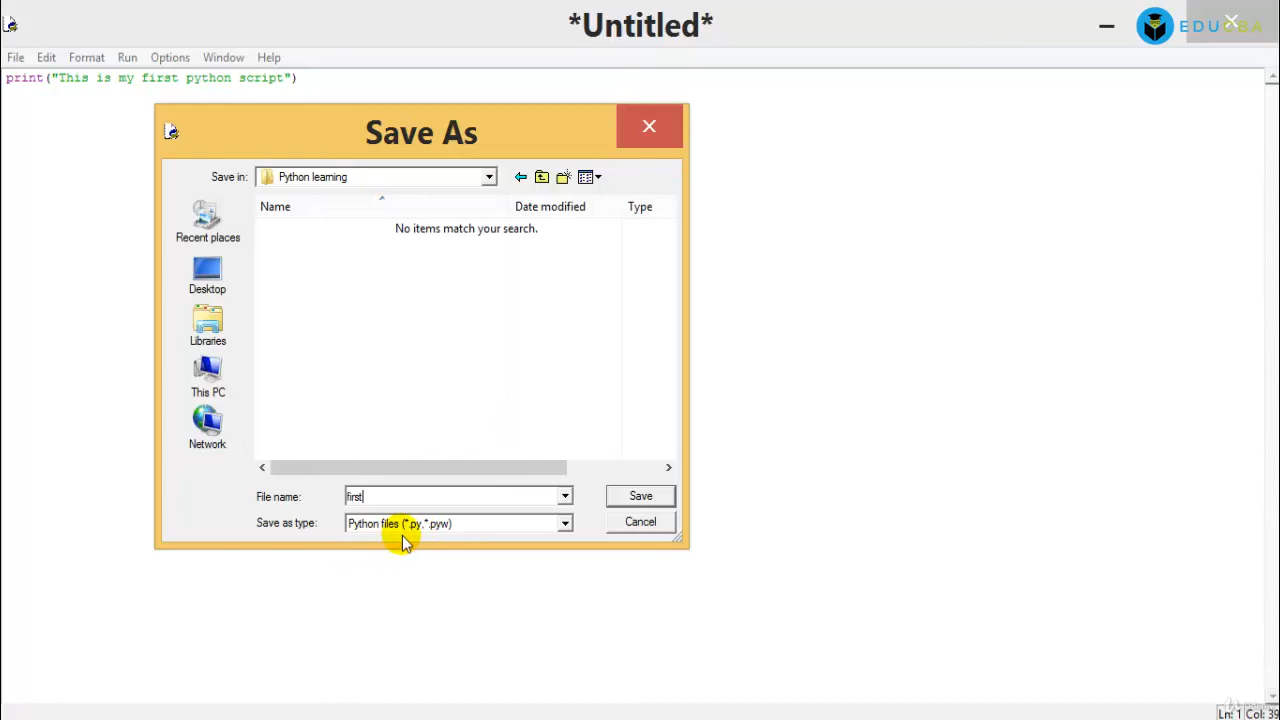 *Untitled*
EDUCBA
File Edit Format Run Options Window Help
print("This is my first python script")
Save As
Save in: Python learning
Name Date modified Type
No items match your search.
Recent places
Desktop
Libraries
This PC
Network
File name: first
Save
Save as type: Python files (*.py,*.pyw)
Cancel
Ln: 1 Col: 39